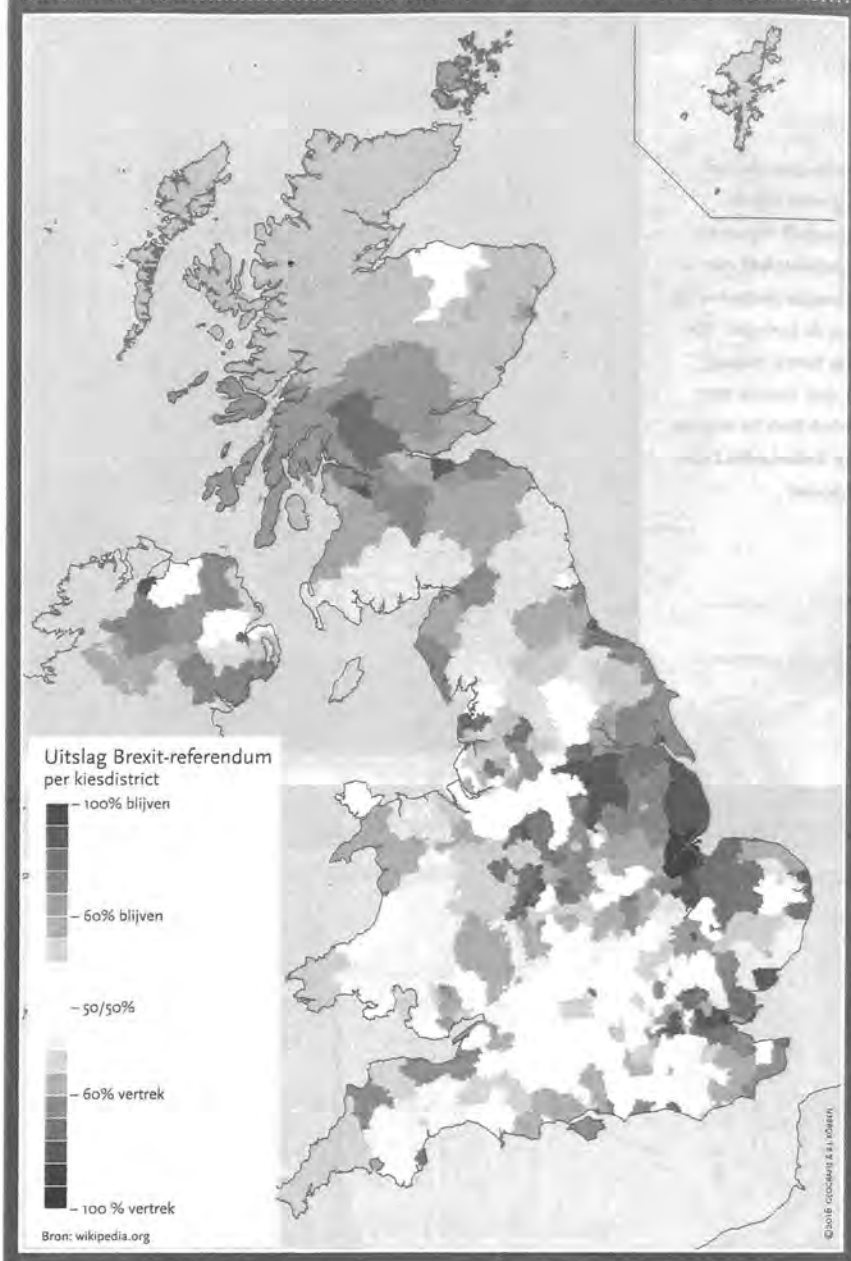 Uitslag Brexit-referendum
per kiesdistrict
– 100% blijven
– 60% blijven
– 50/50%
– 60% vertrek
– 100 % vertrek
Bron: wikipedia.org